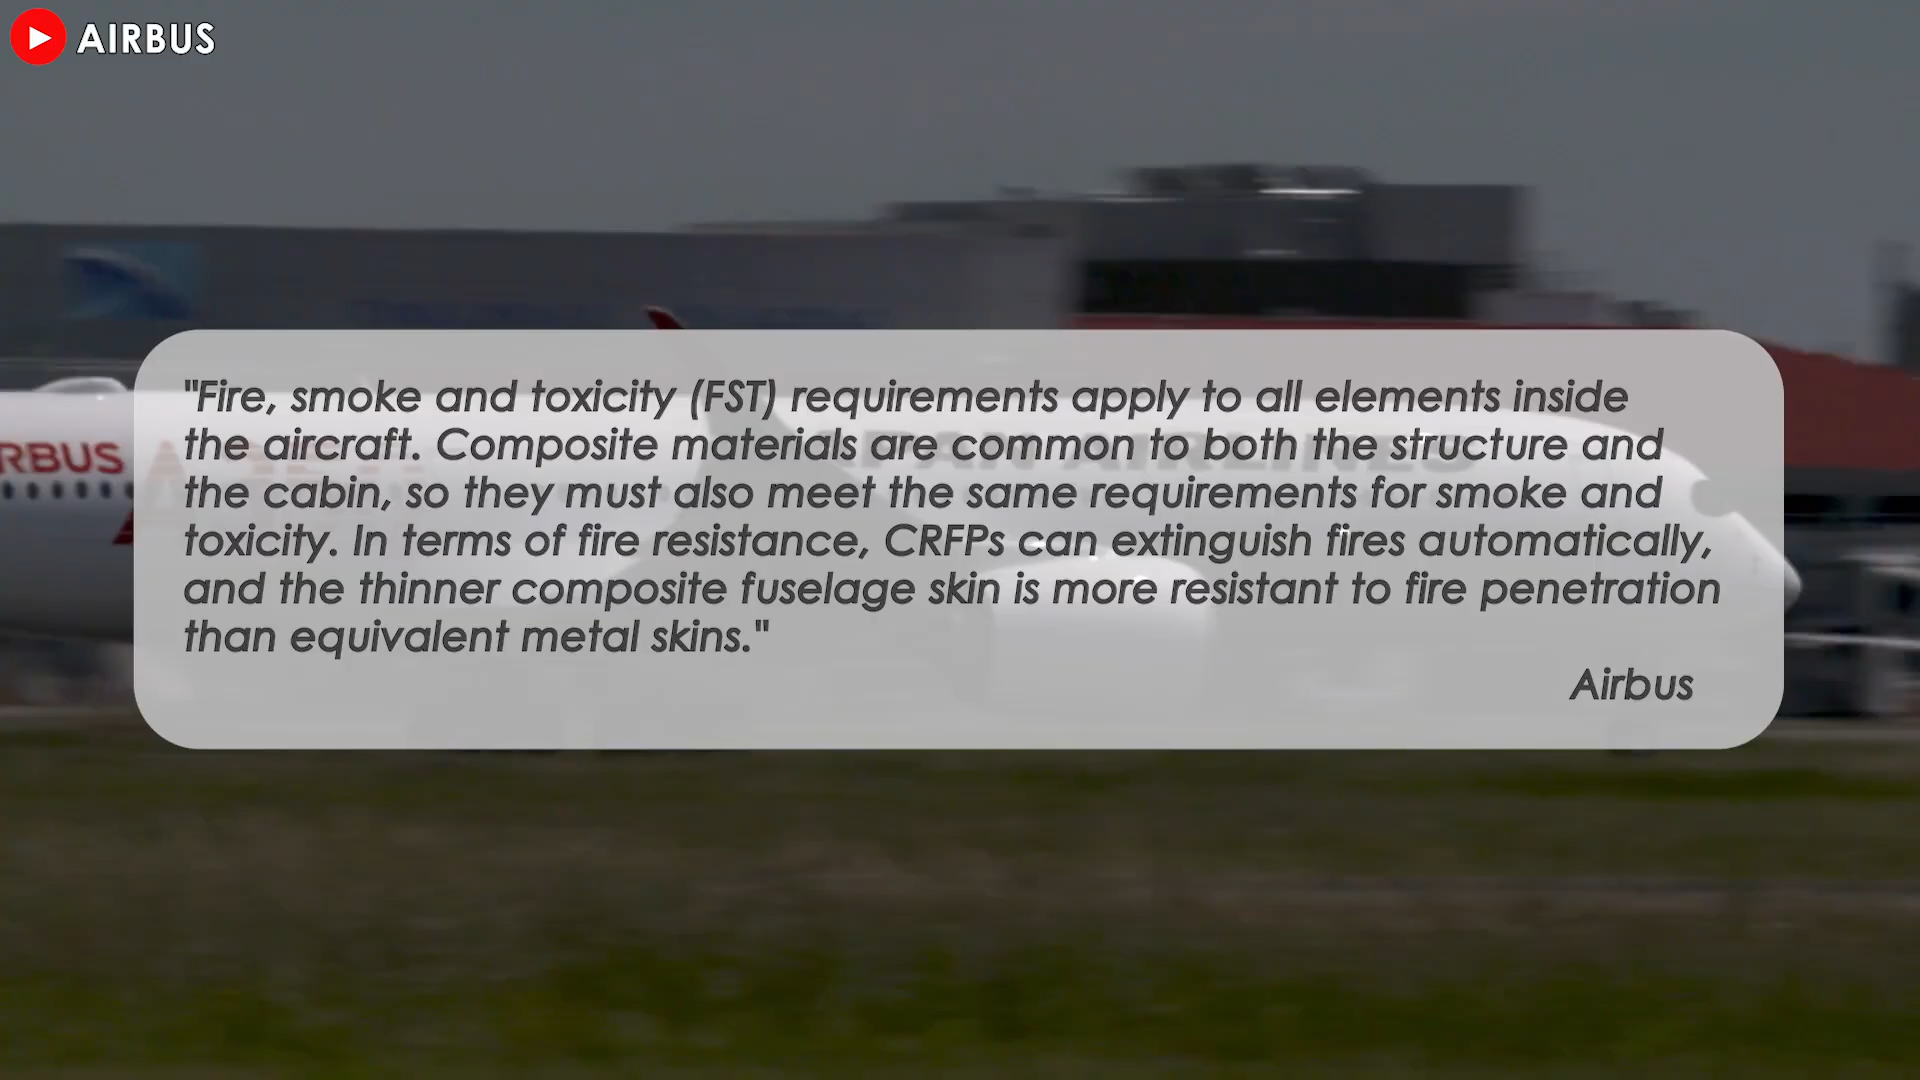 AIRBUS
"Fire, smoke and toxicity (FST) requirements apply to all elements inside
the aircraft. Composite materials are common to both the structure and
the cabin, so they must also meet the same requirements for smoke and
toxicity. In terms of fire resistance, CRFPs can extinguish fires automatically,
and the thinner composite fuselage skin is more resistant to fire penetration
than equivalent metal skins."
Airbus
RBUS
PAN AIRLINES